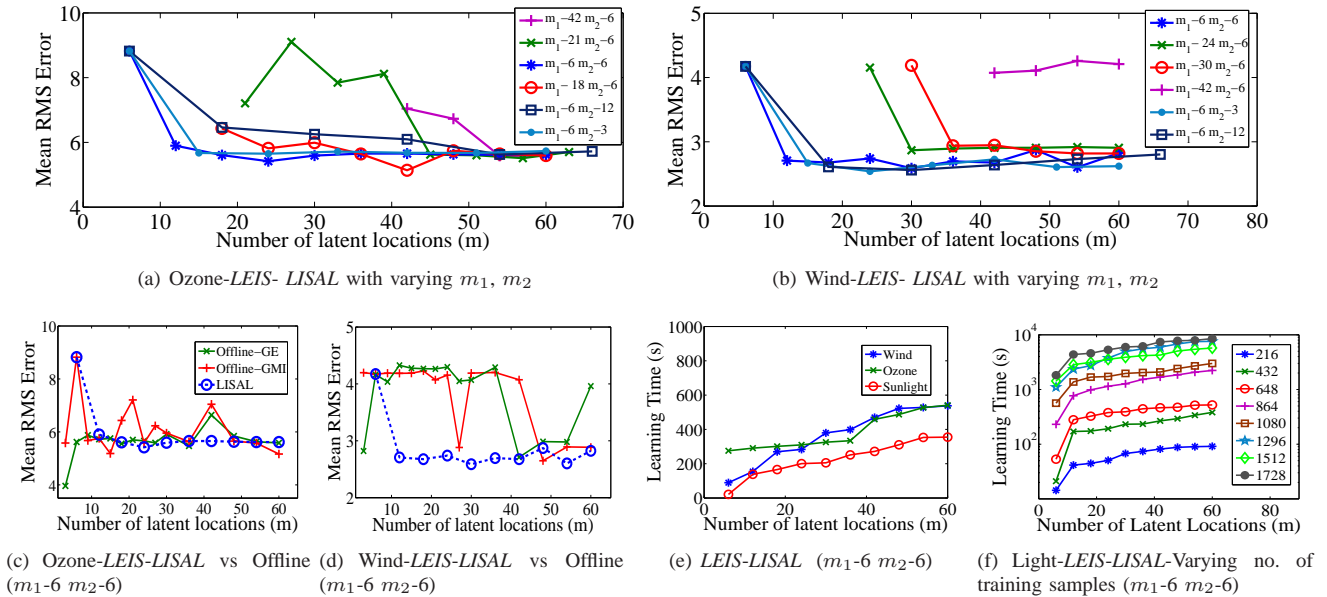 10
8
6
4
0 10 20 30 40 50 60 70
Mean RMS Error
Number of latent locations (m)
m1−42 m2−6
m1−21 m2−6
m1−6 m2−6
m1− 18 m2−6
m1−6 m2−12
m1−6 m2−3
(a) Ozone-LEIS- LISAL with varying m1, m2
5
4
3
2
0 10 20 30 40 50 60 70 80
Mean RMS Error
Number of latent locations (m)
m1−6 m2−6
m1− 24 m2−6
m1−30 m2−6
m1−42 m2−6
m1−6 m2−3
m1−6 m2−12
(b) Wind-LEIS- LISAL with varying m1, m2
10
8
6
4
10 20 30 40 50 60
Mean RMS Error
Number of latent locations (m)
Offline−GE
Offline−GMI
LISAL
(c) Ozone-LEIS-LISAL vs Offline
(m1-6 m2-6)
5
4
3
2
10 20 30 40 50 60
Mean RMS Error
Number of latent locations (m)
(d) Wind-LEIS-LISAL vs Offline
(m1-6 m2-6)
1000
800
600
400
200
0
0 20 40 60
Learning Time (s)
Number of latent locations (m)
Wind
Ozone
Sunlight
(e) LEIS-LISAL (m1-6 m2-6)
10^4
10^3
10^2
0 20 40 60 80
Learning Time (s)
Number of Latent Locations (m)
216
432
648
864
1080
1296
1512
1728
(f) Light-LEIS-LISAL-Varying no. of
training samples (m1-6 m2-6)